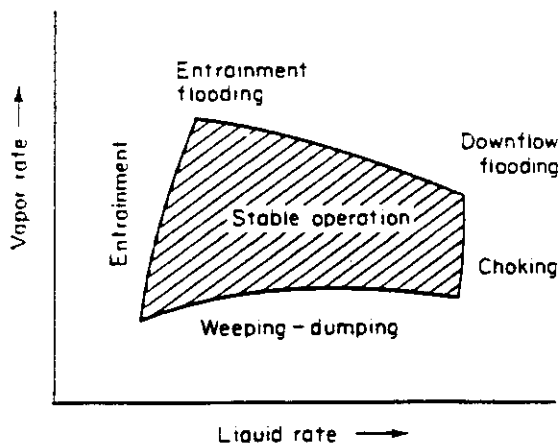 Entrainment
flooding
Downflow
flooding
Vapor rate
Entrainment
Stable operation
Choking
Weeping – dumping
Liquid rate